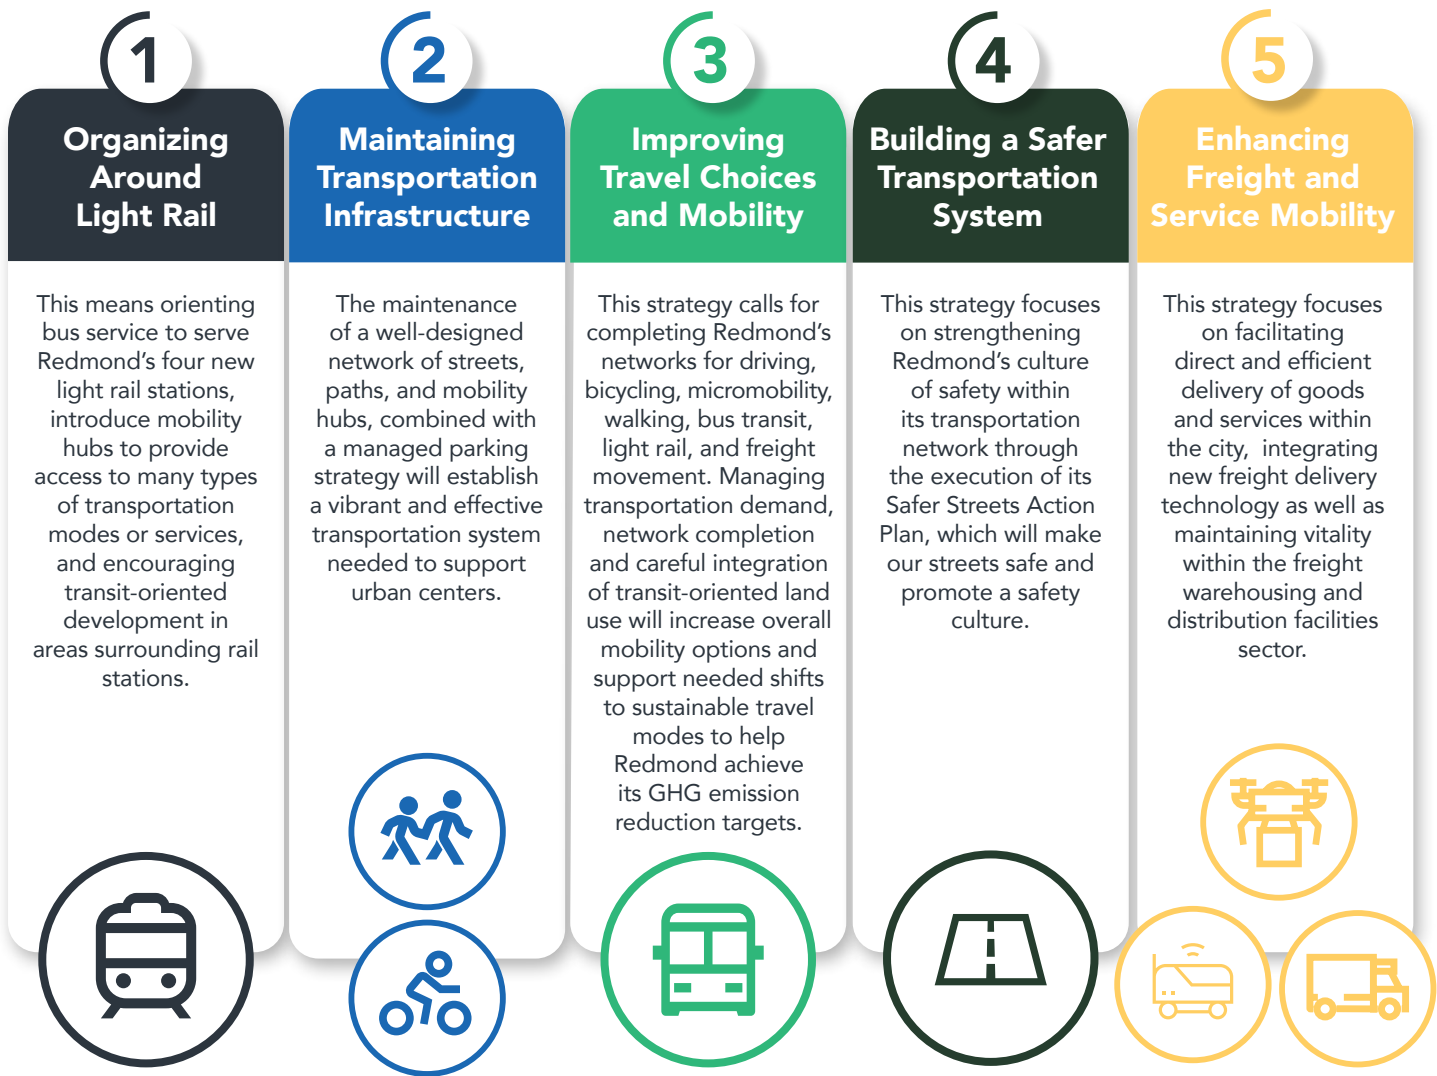 1
Organizing
Around
Light Rail
This means orienting
bus service to serve
Redmond's four new
light rail stations,
introduce mobility
hubs to provide
access to many types
of transportation
modes or services,
and encouraging
transit-oriented
development in
areas surrounding rail
stations.
2
Maintaining
Transportation
Infrastructure
The maintenance
of a well-designed
network of streets,
paths, and mobility
hubs, combined with
a managed parking
strategy will establish
a vibrant and effective
transportation system
needed to support
urban centers.
3
Improving
Travel Choices
and Mobility
This strategy calls for
completing Redmond's
networks for driving,
bicycling, micromobility,
walking, bus transit,
light rail, and freight
movement. Managing
transportation demand,
network completion
and careful integration
of transit-oriented land
use will increase overall
mobility options and
support needed shifts
to sustainable travel
modes to help
Redmond achieve
its GHG emission
reduction targets.
4
Building a Safer
Transportation
System
This strategy focuses
on strengthening
Redmond's culture
of safety within
its transportation
network through
the execution of its
Safer Streets Action
Plan, which will make
our streets safe and
promote a safety
culture.
5
Enhancing
Freight and
Service Mobility
This strategy focuses
on facilitating
direct and efficient
delivery of goods
and services within
the city, integrating
new freight delivery
technology as well as
maintaining vitality
within the freight
warehousing and
distribution facilities
sector.